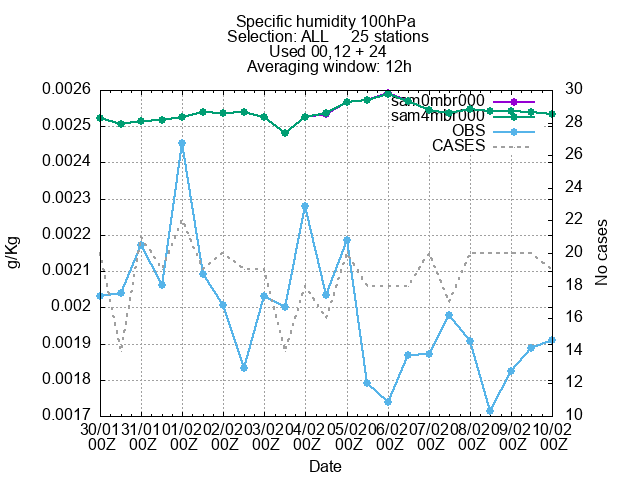 Specific humidity 100hPa
Selection: ALL 25 stations
Used 00,12 + 24
Averaging window: 12h
sam0mbr000
sam4mbr000
OBS
CASES
0.0026
0.0025
0.0024
0.0023
0.0022
0.0021
0.002
0.0019
0.0018
0.0017
g/Kg
30
28
26
24
22
20
18
16
14
12
10
No cases
30/01 31/01 01/02 02/02 03/02 04/02 05/02 06/02 07/02 08/02 09/02 10/02
00Z 00Z 00Z 00Z 00Z 00Z 00Z 00Z 00Z 00Z 00Z 00Z
Date